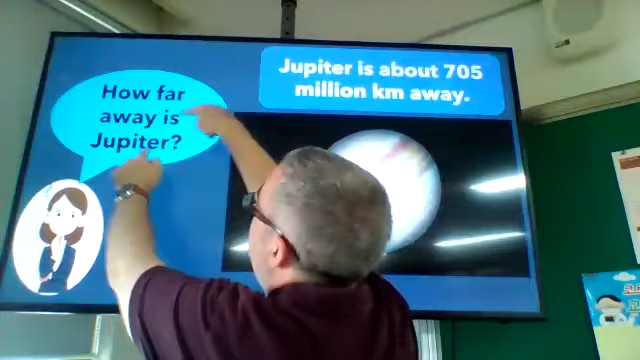 How far
away is
Jupiter?
Jupiter is about 705
million km away.